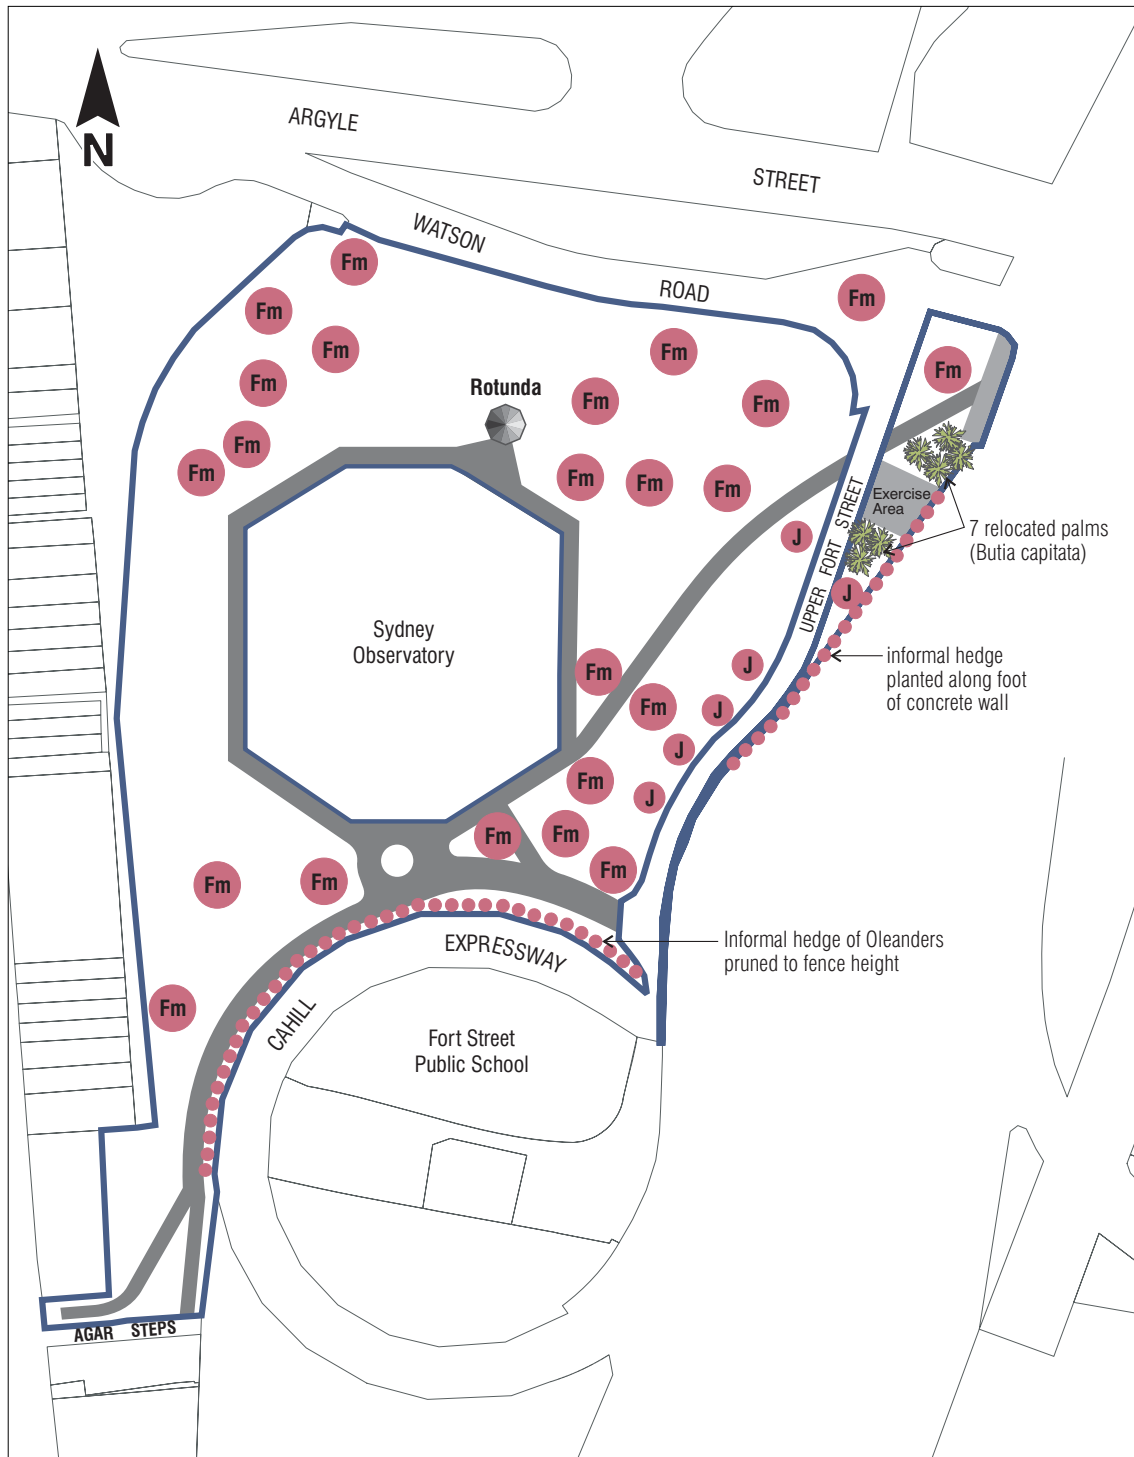 N
ARGYLE
STREET
WATSON
ROAD
Fm
Fm
Fm
Fm
Fm
Fm
Fm
Fm
Fm
Fm
Fm
Rotunda
Fm
Fm
Fm
Fm
J
UPPER FORT STREET
Exercise
Area
7 relocated palms
(Butia capitata)
J
Sydney
Observatory
informal hedge
planted along foot
of concrete wall
Fm
J
Fm
J
J
Fm
J
Fm
Fm
Fm
Fm
Fm
Informal hedge of Oleanders
pruned to fence height
EXPRESSWAY
CAHILL
Fm
Fort Street
Public School
AGAR STEPS